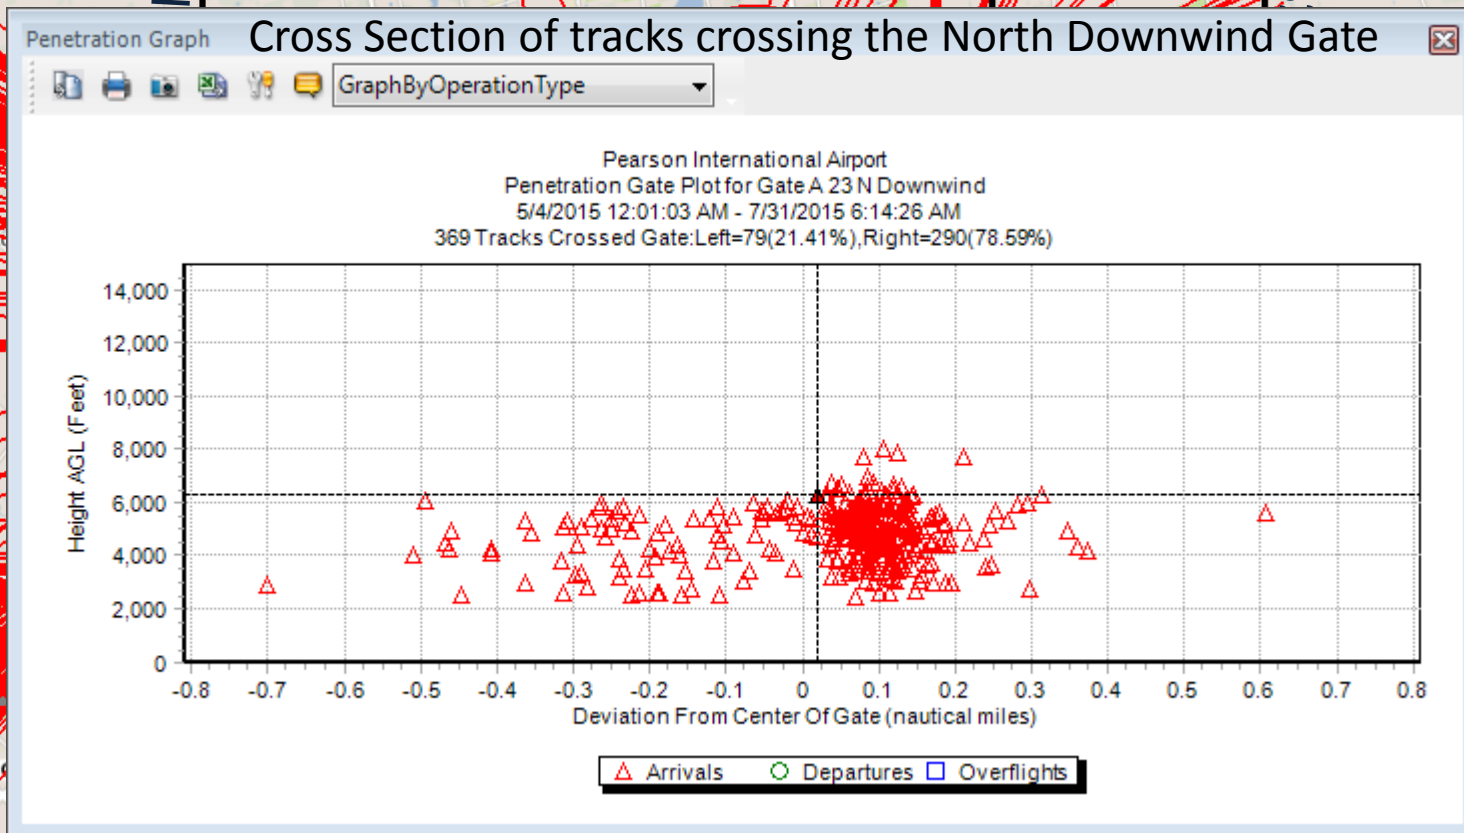 Cross Section of tracks crossing the North Downwind Gate
Penetration Graph
GraphByOperationType
Pearson International Airport
Penetration Gate Plot for Gate A 23 N Downwind
5/4/2015 12:01:03 AM - 7/31/2015 6:14:26 AM
369 Tracks Crossed Gate:Left=79(21.41%),Right=290(78.59%)
Height AGL (Feet)
14,000
12,000
10,000
8,000
6,000
4,000
2,000
0
-0.8 -0.7 -0.6 -0.5 -0.4 -0.3 -0.2 -0.1 0 0.1 0.2 0.3 0.4 0.5 0.6 0.7 0.8
Deviation From Center Of Gate (nautical miles)
Arrivals Departures Overflights